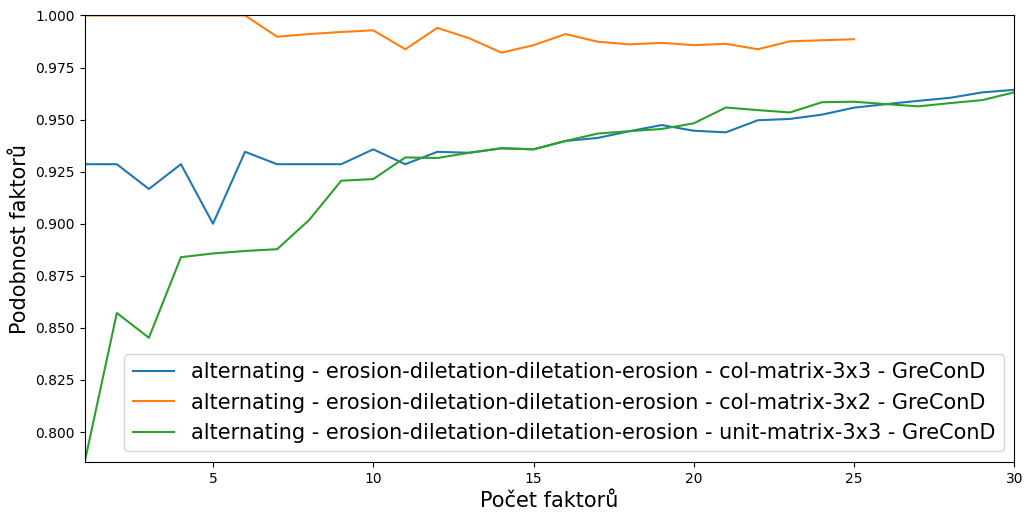 1.000
0.975
0.950
0.925
0.900
0.875
0.850
0.825
0.800
Podobnost faktorů
alternating - erosion-diletation-diletation-erosion - col-matrix-3x3 - GreConD
alternating - erosion-diletation-diletation-erosion - col-matrix-3x2 - GreConD
alternating - erosion-diletation-diletation-erosion - unit-matrix-3x3 - GreConD
5 10 15 20 25 30
Počet faktorů